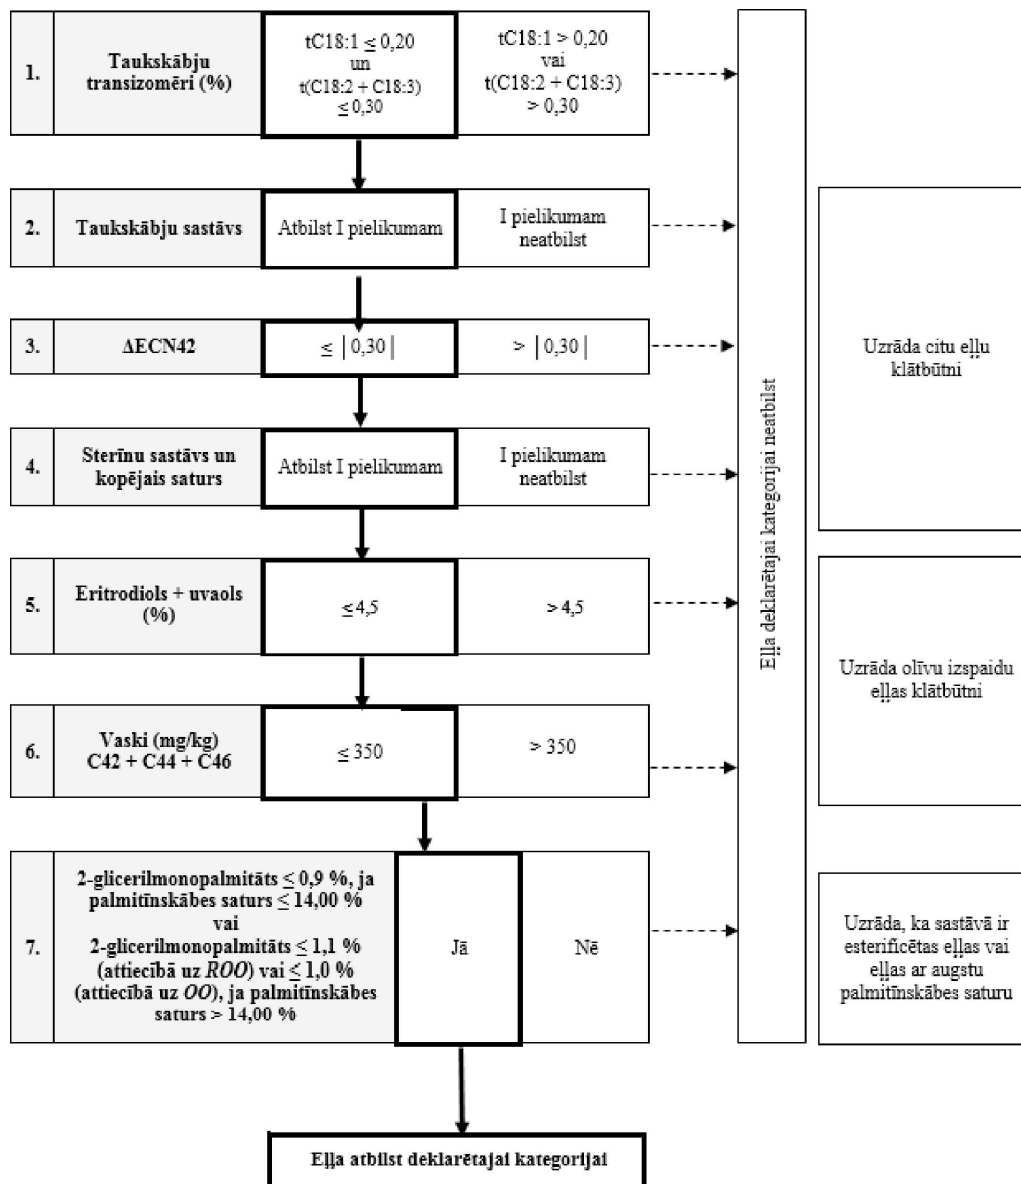 1.
Taukskābju
transizomēri (%)
tC18:1 ≤ 0,20
un
t(C18:2 + C18:3)
≤ 0,30
tC18:1 > 0,20
vai
t(C18:2 + C18:3)
> 0,30
2.
Taukskābju sastāvs
Atbilst I pielikumam
I pielikumam
neatbilst
3.
ΔECN42
≤ | 0,30 |
> | 0,30 |
4.
Sterīnu sastāvs un
kopējais saturs
Atbilst I pielikumam
I pielikumam
neatbilst
5.
Eritrodiols + uvaols
(%)
≤ 4,5
> 4,5
6.
Vaski (mg/kg)
C42 + C44 + C46
≤ 350
> 350
7.
2-glicerilmonopalmitāts ≤ 0,9 %, ja
palmitīnskābes saturs ≤ 14,00 %
vai
2-glicerilmonopalmitāts ≤ 1,1 %
(attiecībā uz ROO) vai ≤ 1,0 %
(attiecībā uz OO), ja palmitīnskābes
saturs > 14,00 %
Jā
Nē
Eļļa deklarētajai kategorijai neatbilst
Uzrāda citu eļļu
klātbūtni
Uzrāda olīvu izspaidu
eļļas klātbūtni
Uzrāda, ka sastāvā ir
esterificētas eļļas vai
eļļas ar augstu
palmitīnskābes saturu
Eļļa atbilst deklarētajai kategorijai